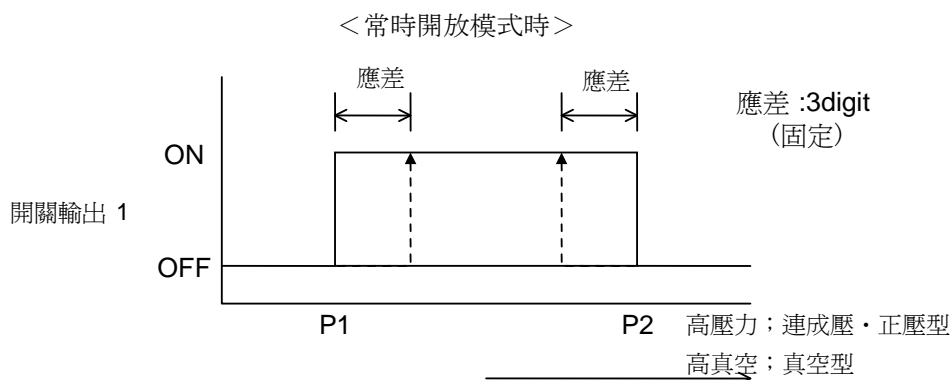 ＜常時開放模式時＞
應差
應差
應差 :3digit
（固定）
ON
開關輸出 1
OFF
P1
P2
高壓力；連成壓・正壓型
高真空；真空型